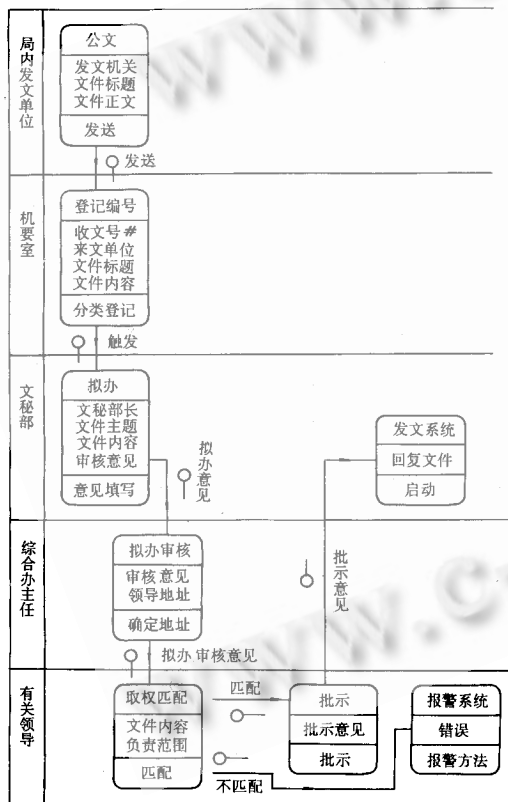 局内发文单位
公文
发文机关
文件标题
文件正文
发送
发送
机要室
登记编号
收文号#
来文单位
文件标题
文件内容
分类登记
触发
文秘部
拟办
文秘部长
文件主题
文件内容
审核意见
意见填写
拟办意见
发文系统
回复文件
启动
综合办主任
拟办审核
审核意见
领导地址
确定地址
批示意见
拟办审核意见
有关领导
取权匹配
文件内容
负责范围
匹配
匹配
不匹配
批示
批示意见
批示
报警系统
错误
报警方法